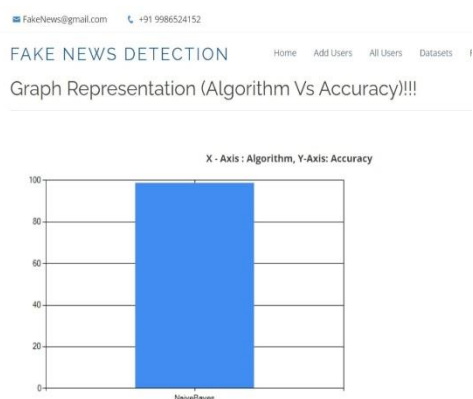 FakeNews@gmail.com +91 9986524152
FAKE NEWS DETECTION Home Add Users All Users Datasets
Graph Representation (Algorithm Vs Accuracy)!!!
X - Axis : Algorithm, Y-Axis: Accuracy
100
80
60
40
20
0
NaiveBayes